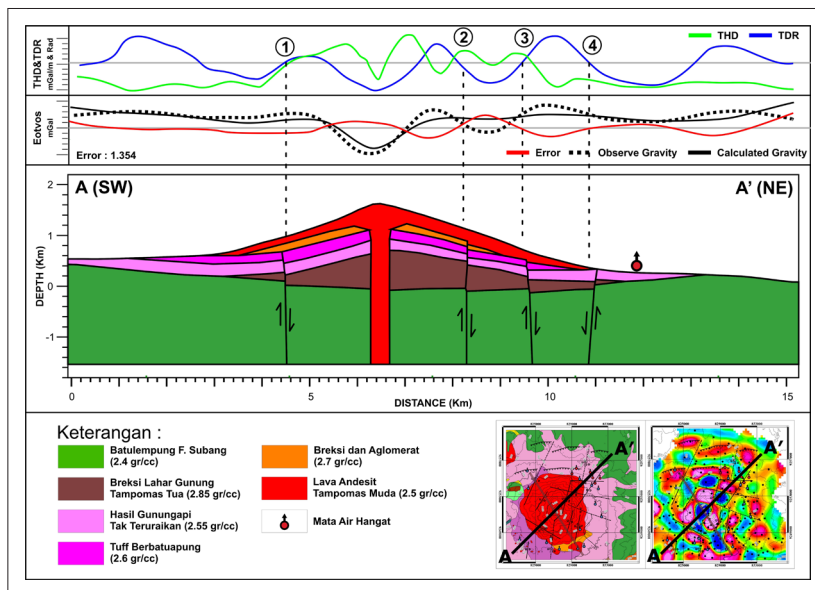 THD&TDR
mGal/m & Rad
THD TDR
1 2 3 4
Eotvos
mGal
Error : 1.354
Error Observe Gravity Calculated Gravity
A (SW) A' (NE)
DEPTH (Km)
2
1
0
-1
0 5 10 15
DISTANCE (Km)
Keterangan :
Batulempung F. Subang
(2.4 gr/cc)
Breksi Lahar Gunung
Tampomas Tua (2.85 gr/cc)
Hasil Gunungapi
Tak Teruraikan (2.55 gr/cc)
Tuff Berbatuapung
(2.6 gr/cc)
Breksi dan Aglomerat
(2.7 gr/cc)
Lava Andesit
Tampomas Muda (2.5 gr/cc)
Mata Air Hangat
A'
A
A'
A